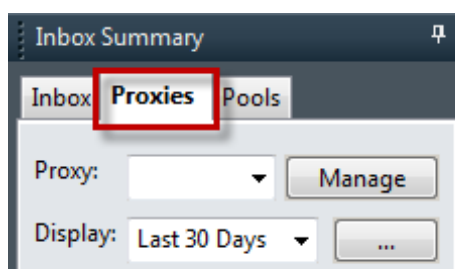 Inbox Summary
Inbox Proxies Pools
Proxy: Manage
Display: Last 30 Days ...